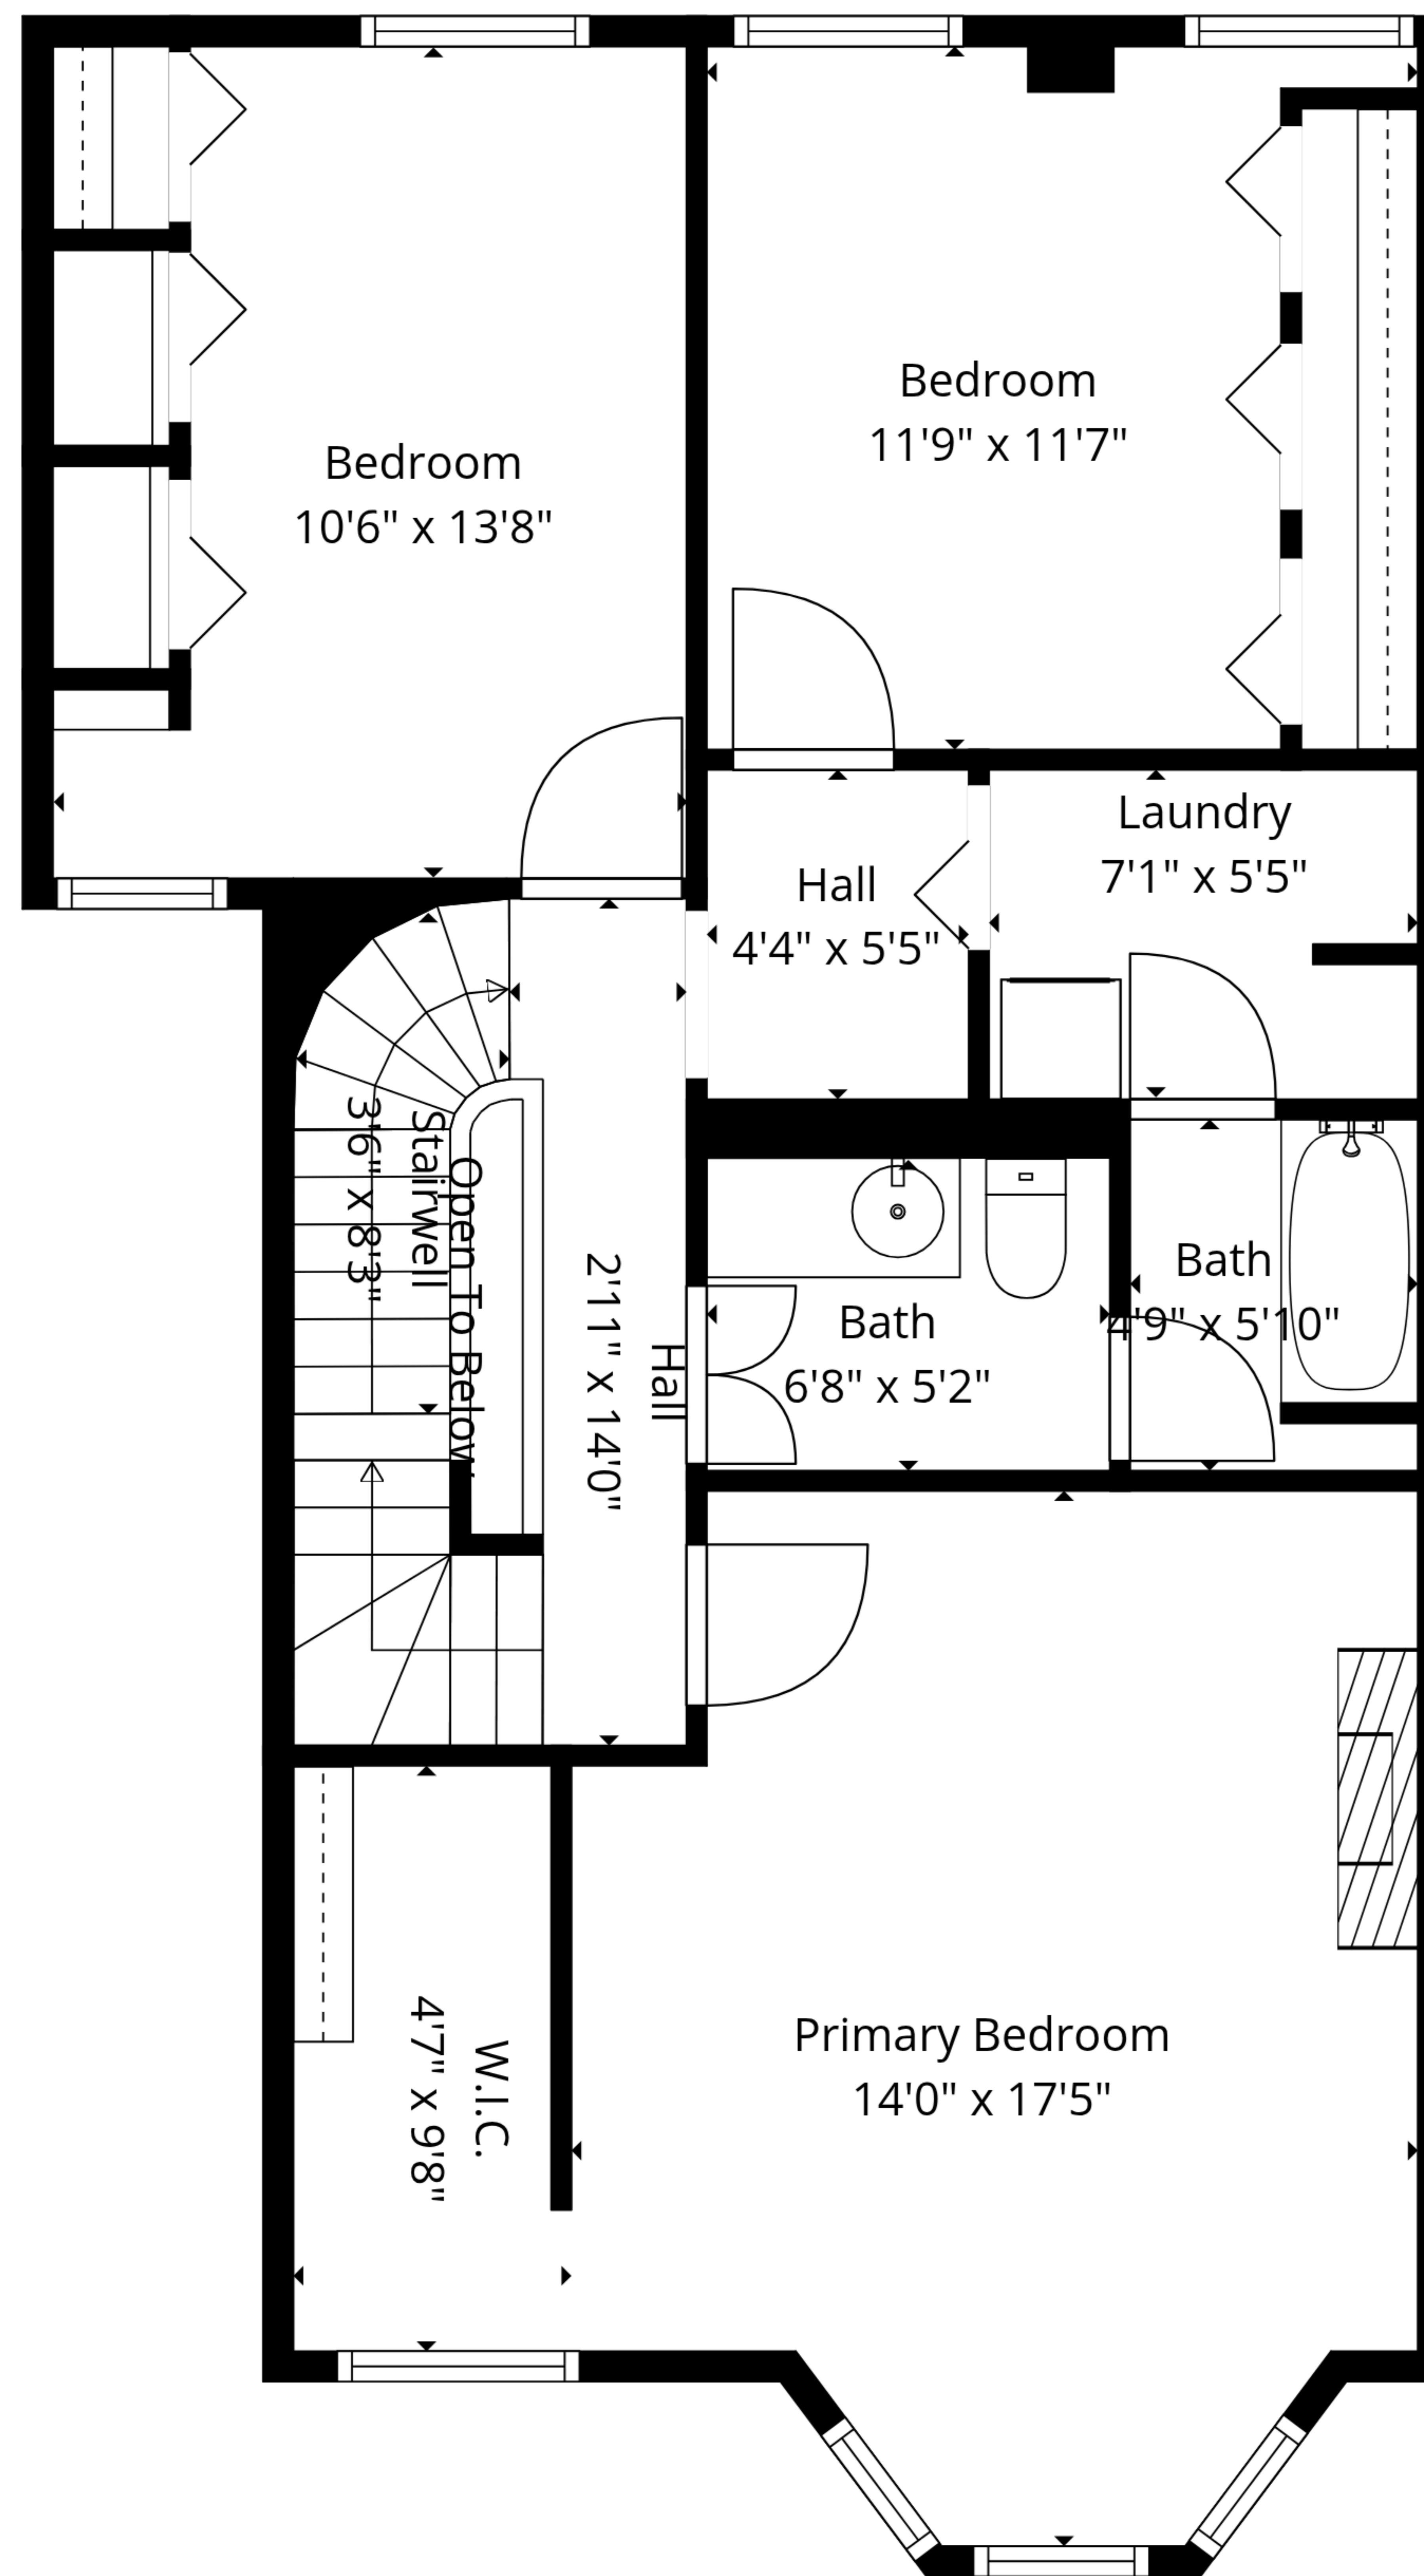 Bedroom
10'6" x 13'8"
Bedroom
11'9" x 11'7"
Laundry
7'1" x 5'5"
Hall
4'4" x 5'5"
Stairwell
3'6" x 8'3"
Open To Below
Hall
2'11" x 14'0"
Bath
6'8" x 5'2"
Bath
4'9" x 5'10"
Primary Bedroom
14'0" x 17'5"
W.I.C.
4'7" x 9'8"